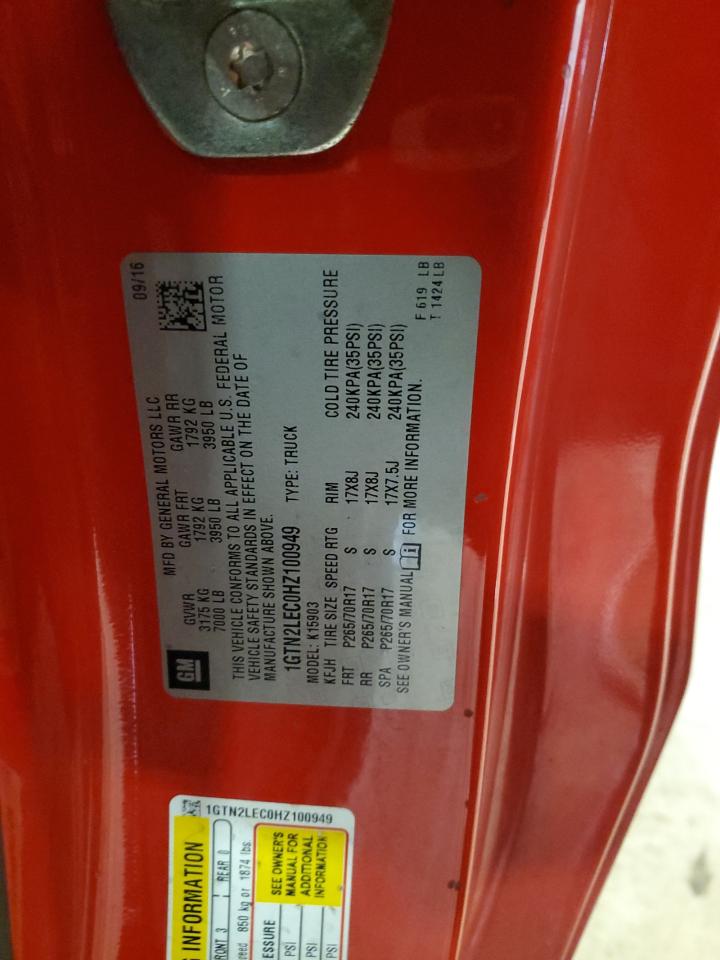 09/16
MFD BY GENERAL MOTORS LLC
GVWR GAWR FRT GAWR RR
3175 KG 1792 KG 1792 KG
7000 LB 3950 LB 3950 LB
GM
THIS VEHICLE CONFORMS TO ALL APPLICABLE U.S. FEDERAL MOTOR
VEHICLE SAFETY STANDARDS IN EFFECT ON THE DATE OF
MANUFACTURE SHOWN ABOVE.
1GTN2LEC0HZ100949 TYPE: TRUCK
MODEL: K15903
KFJH TIRE SIZE SPEED RTG RIM COLD TIRE PRESSURE
FRT P265/70R17 S 17X8J 240KPA(35PSI)
RR P265/70R17 S 17X8J 240KPA(35PSI)
SPA P265/70R17 S 17X7.5J 240KPA(35PSI)
SEE OWNER'S MANUAL FOR MORE INFORMATION.
F 619 LB
T 1424 LB
INFORMATION
1GTN2LEC0HZ100949
FRONT 3 REAR 0
850 kg or 1874 lbs.
SEE OWNER'S
MANUAL FOR
ADDITIONAL
INFORMATION
PSI
PSI
PSI